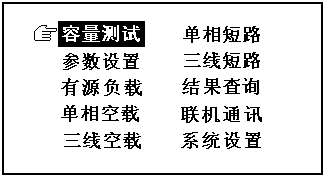 容量测试 单相短路
参数设置 三线短路
有源负载 结果查询
单相空载 联机通讯
三线空载 系统设置